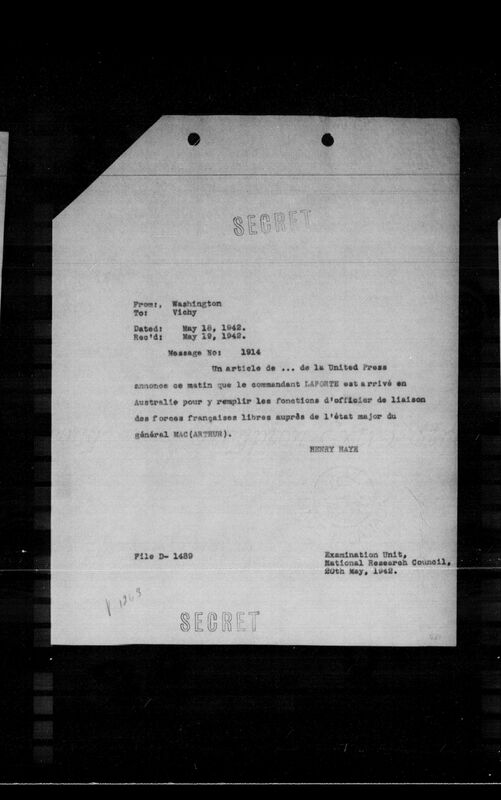 SECRET
From:, Washington
To: Vichy
Dated: May 18, 1942.
Rec'd: May 19, 1942.
Message No: 1914
Un article de ... de la United Press
annonce ce matin que le commandant LAPORTE est arrivé en
Australie pour y remplir les fonctions d'officier de liaison
des forces françaises libres auprès de l'état major du
général MAC(ARTHUR).
HENRY HAYE
File D- 1489
Examination Unit,
National Research Council,
20th May, 1942.
SECRET